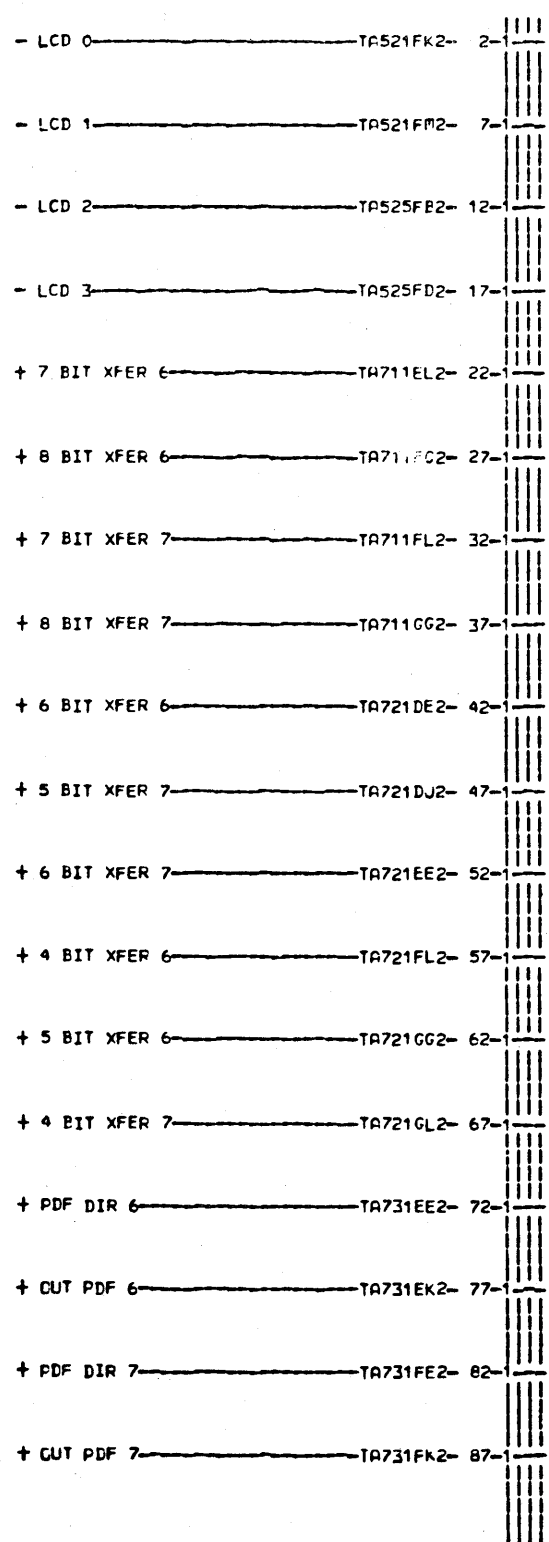 - LCD 0 TA521FK2- 2-1
- LCD 1 TA521FM2- 7-1
- LCD 2 TA525FB2- 12-1
- LCD 3 TA525FD2- 17-1
+ 7 BIT XFER 6 TA711EL2- 22-1
+ 8 BIT XFER 6 27-1
+ 7 BIT XFER 7 TA711FL2- 32-1
+ 8 BIT XFER 7 TA711GG2- 37-1
+ 6 BIT XFER 6 TA721DE2- 42-1
+ 5 BIT XFER 7 TA721DJ2- 47-1
+ 6 BIT XFER 7 TA721EE2- 52-1
+ 4 BIT XFER 6 TA721FL2- 57-1
+ 5 BIT XFER 6 TA721GG2- 62-1
+ 4 BIT XFER 7 TA721GL2- 67-1
+ PDF DIR 6 TA731EE2- 72-1
+ OUT PDF 6 TA731EK2- 77-1
+ PDF DIR 7 TA731FE2- 82-1
+ OUT PDF 7 TA731FK2- 87-1